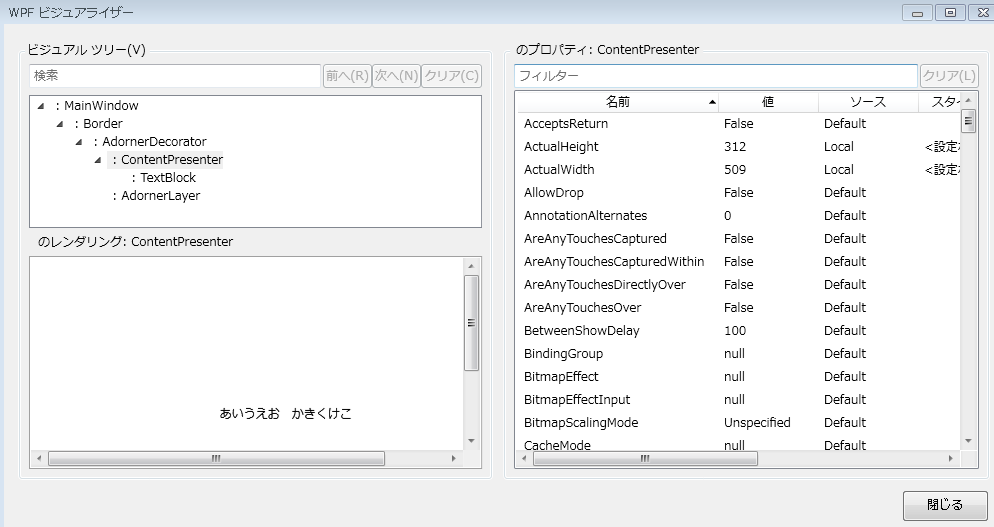 WPF ビジュアライザー
ビジュアル ツリー(V)
検索
前へ(R) 次へ(N) クリア(C)
: MainWindow
: Border
: AdornerDecorator
: ContentPresenter
: TextBlock
: AdornerLayer
のレンダリング: ContentPresenter
あいうえお　かきくけこ
のプロパティ: ContentPresenter
フィルター クリア(L)
名前 値 ソース スタイ
AcceptsReturn False Default
ActualHeight 312 Local <設定
ActualWidth 509 Local <設定
AllowDrop False Default
AnnotationAlternates 0 Default
AreAnyTouchesCaptured False Default
AreAnyTouchesCapturedWithin False Default
AreAnyTouchesDirectlyOver False Default
AreAnyTouchesOver False Default
BetweenShowDelay 100 Default
BindingGroup null Default
BitmapEffect null Default
BitmapEffectInput null Default
BitmapScalingMode Unspecified Default
CacheMode null Default
閉じる